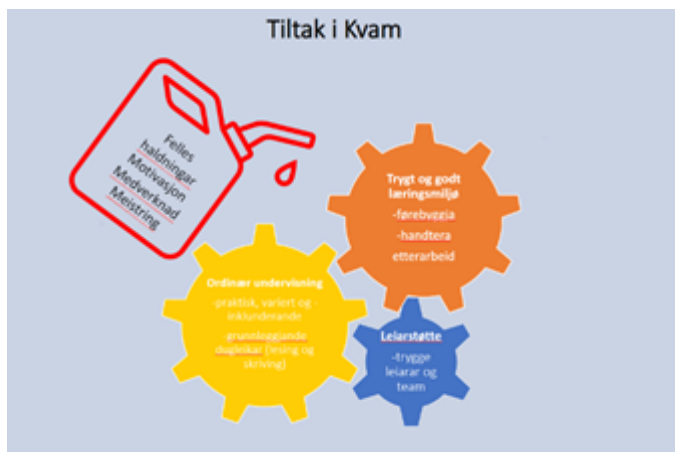 Tiltak i Kvam
Felles
haldningar
Motivasjon
Medverknad
Meistring
Trygt og godt
læringsmiljø
-førebyggja
-handtera
etterarbeid
Ordinær undervisning
-praktisk, variert og -
inklunderande
grunnleggjande
dugleikar (lesing og
skriving)
Leiarstøtte
-trygge
leiarar og
team